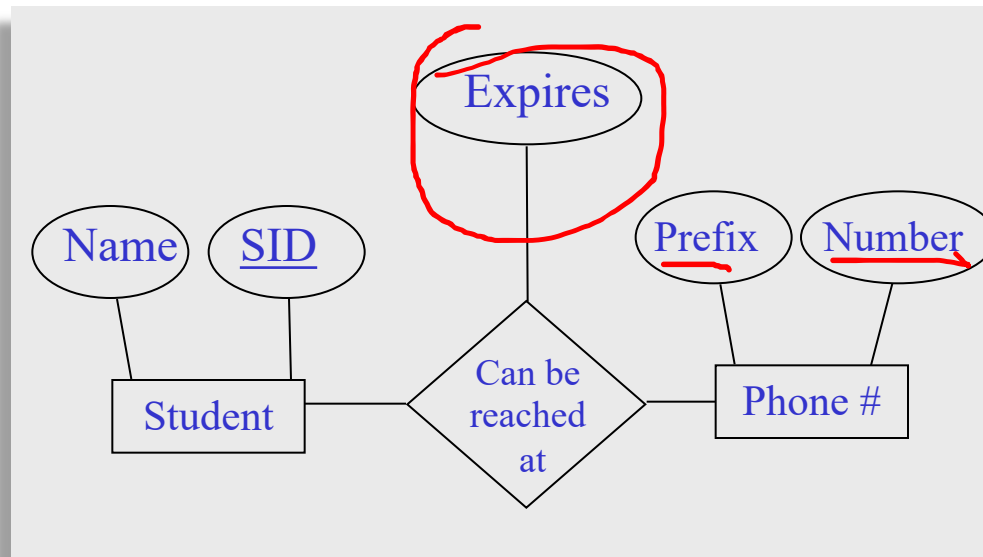 Expires
Name
SID
Prefix
Number
Can be
reached
at
Student
Phone #